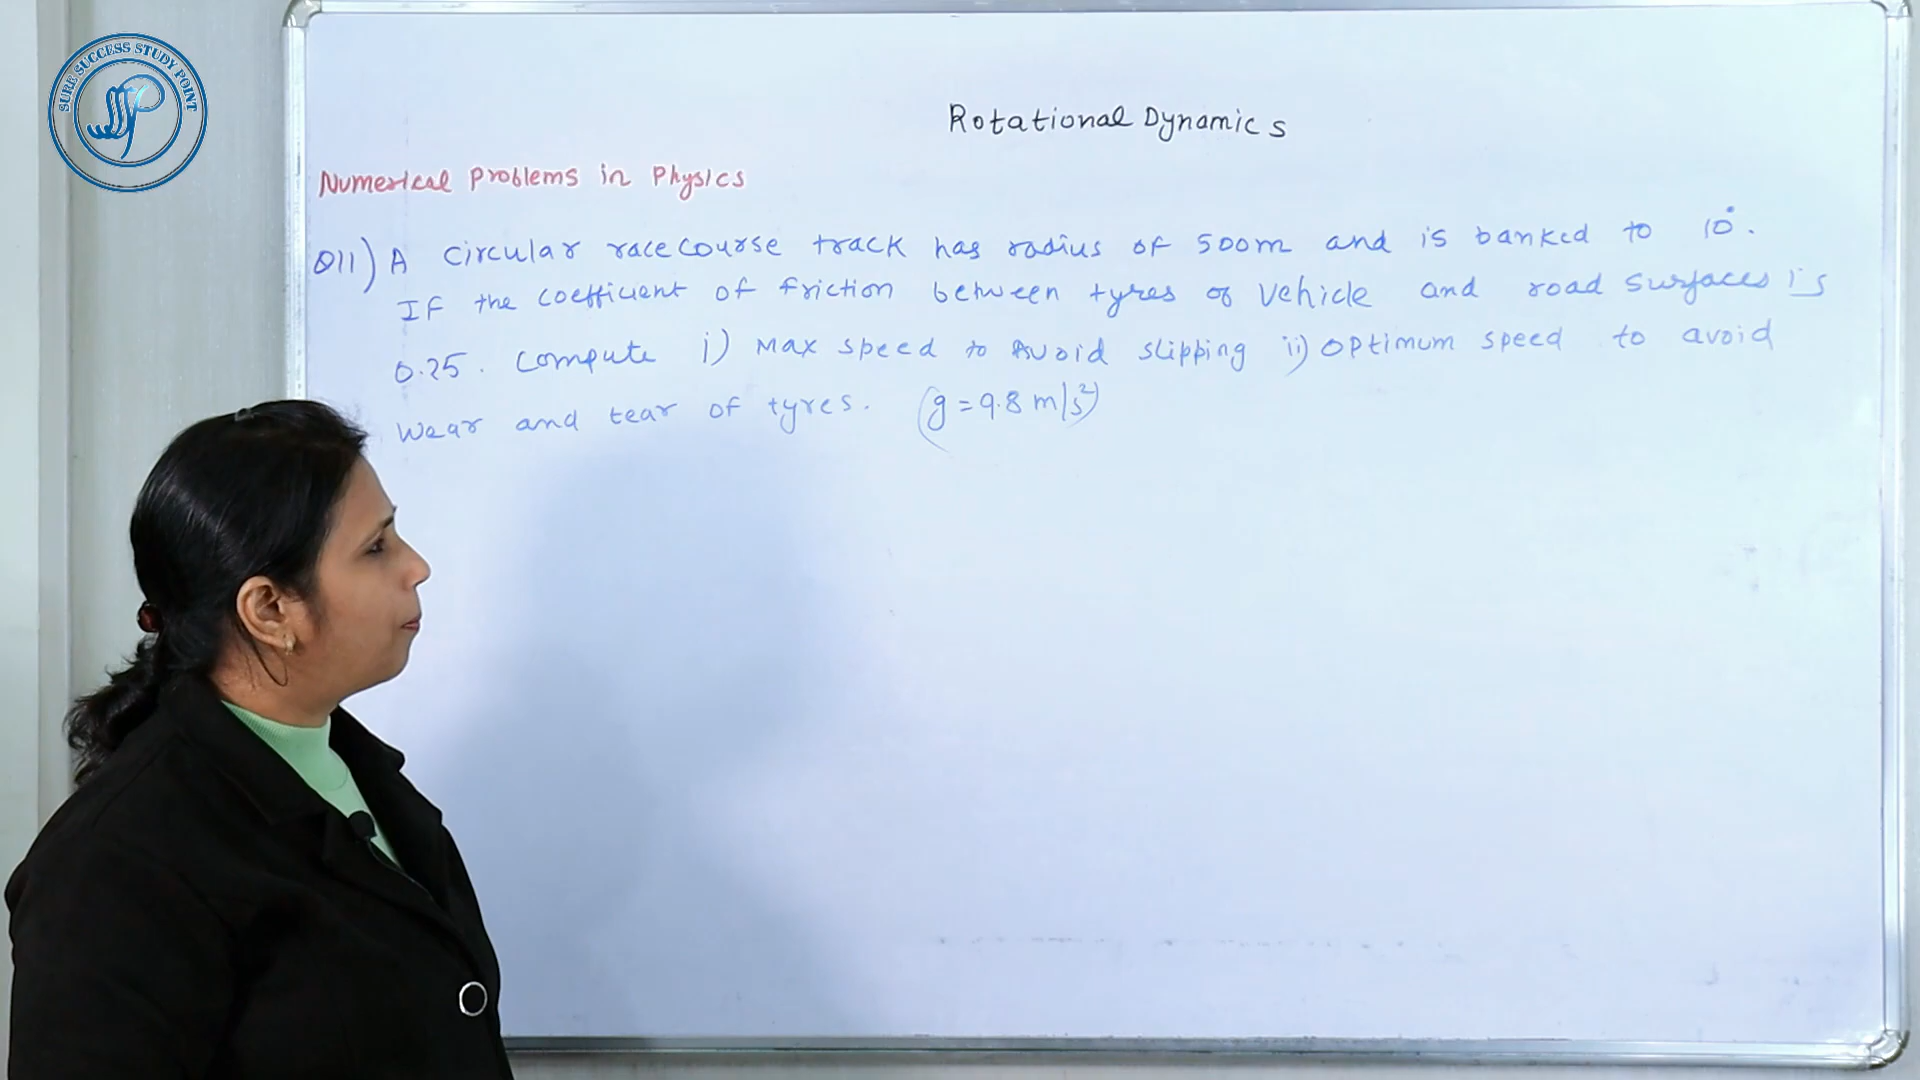 SURE SUCCESS STUDY POINT
Rotational Dynamics
Numerical Problems in Physics
Q11) A circular racecourse track has radius of 500m and is banked to 10°.
If the coefficient of friction between tyres of vehicle and road surfaces is
0.25. Compute i) Max speed to Avoid slipping ii) Optimum speed to avoid
wear and tear of tyres. (g = 9.8 m/s²)